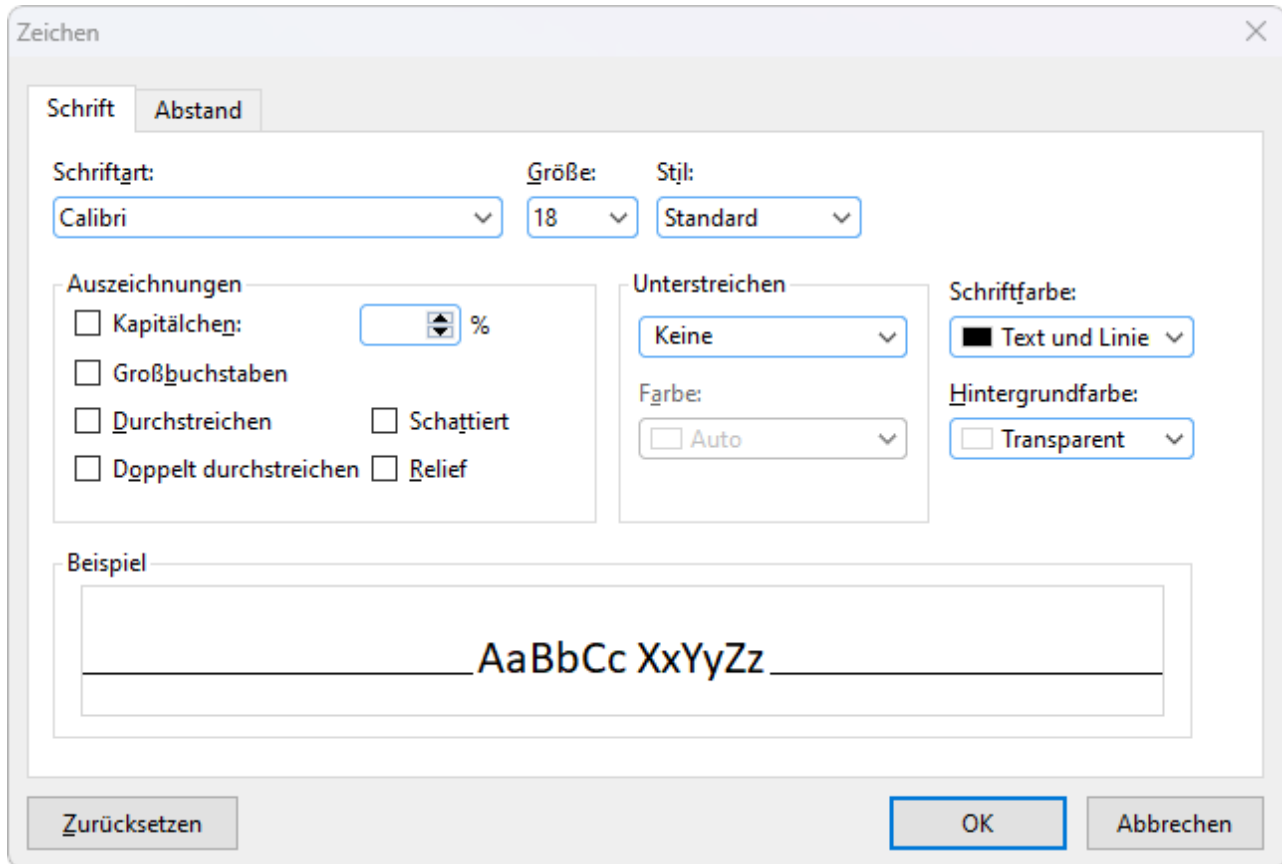 Zeichen
Schrift Abstand
Schriftart: Größe: Stil:
Calibri 18 Standard
Auszeichnungen Unterstreichen Schriftfarbe:
Kapitälchen: % Keine Text und Linie
Großbuchstaben Farbe: Hintergrundfarbe:
Durchstreichen Schattiert Auto Transparent
Doppelt durchstreichen Relief
Beispiel
AaBbCc XxYyZz
Zurücksetzen OK Abbrechen